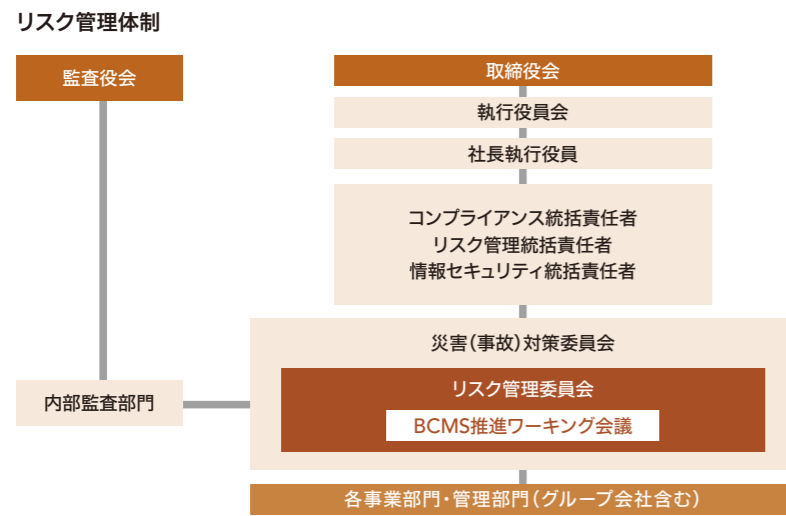 リスク管理体制
監査役会
取締役会
執行役員会
社長執行役員
コンプライアンス統括責任者
リスク管理統括責任者
情報セキュリティ統括責任者
災害（事故）対策委員会
リスク管理委員会
内部監査部門
BCMS推進ワーキング会議
各事業部門・管理部門（グループ会社含む）